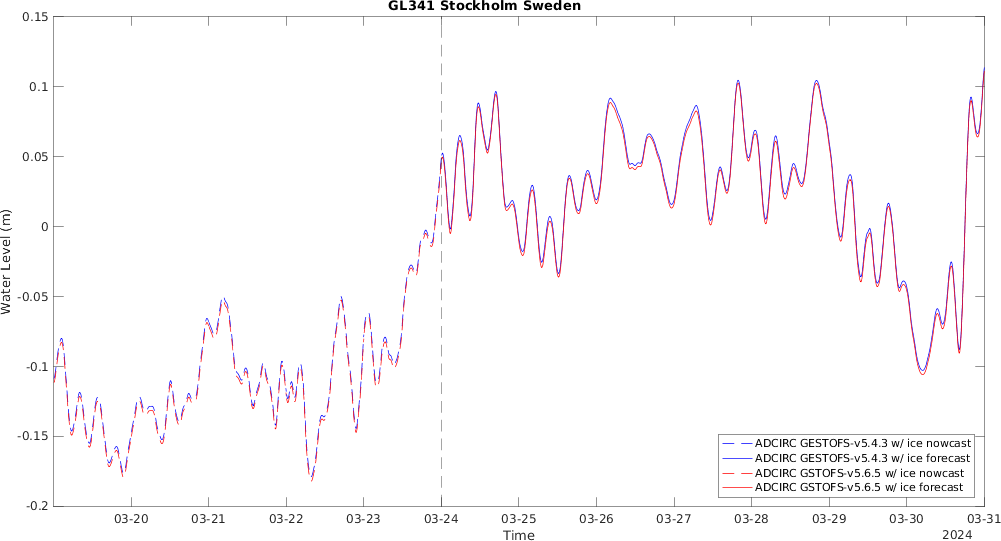 GL341 Stockholm Sweden
0.15
0.1
0.05
0
-0.05
-0.1
-0.15
-0.2
Water Level (m)
03-20 03-21 03-22 03-23 03-24 03-25 03-26 03-27 03-28 03-29 03-30 03-31
Time
2024
ADCIRC GESTOFS-v5.4.3 w/ ice nowcast
ADCIRC GESTOFS-v5.4.3 w/ ice forecast
ADCIRC GSTOFS-v5.6.5 w/ ice nowcast
ADCIRC GSTOFS-v5.6.5 w/ ice forecast